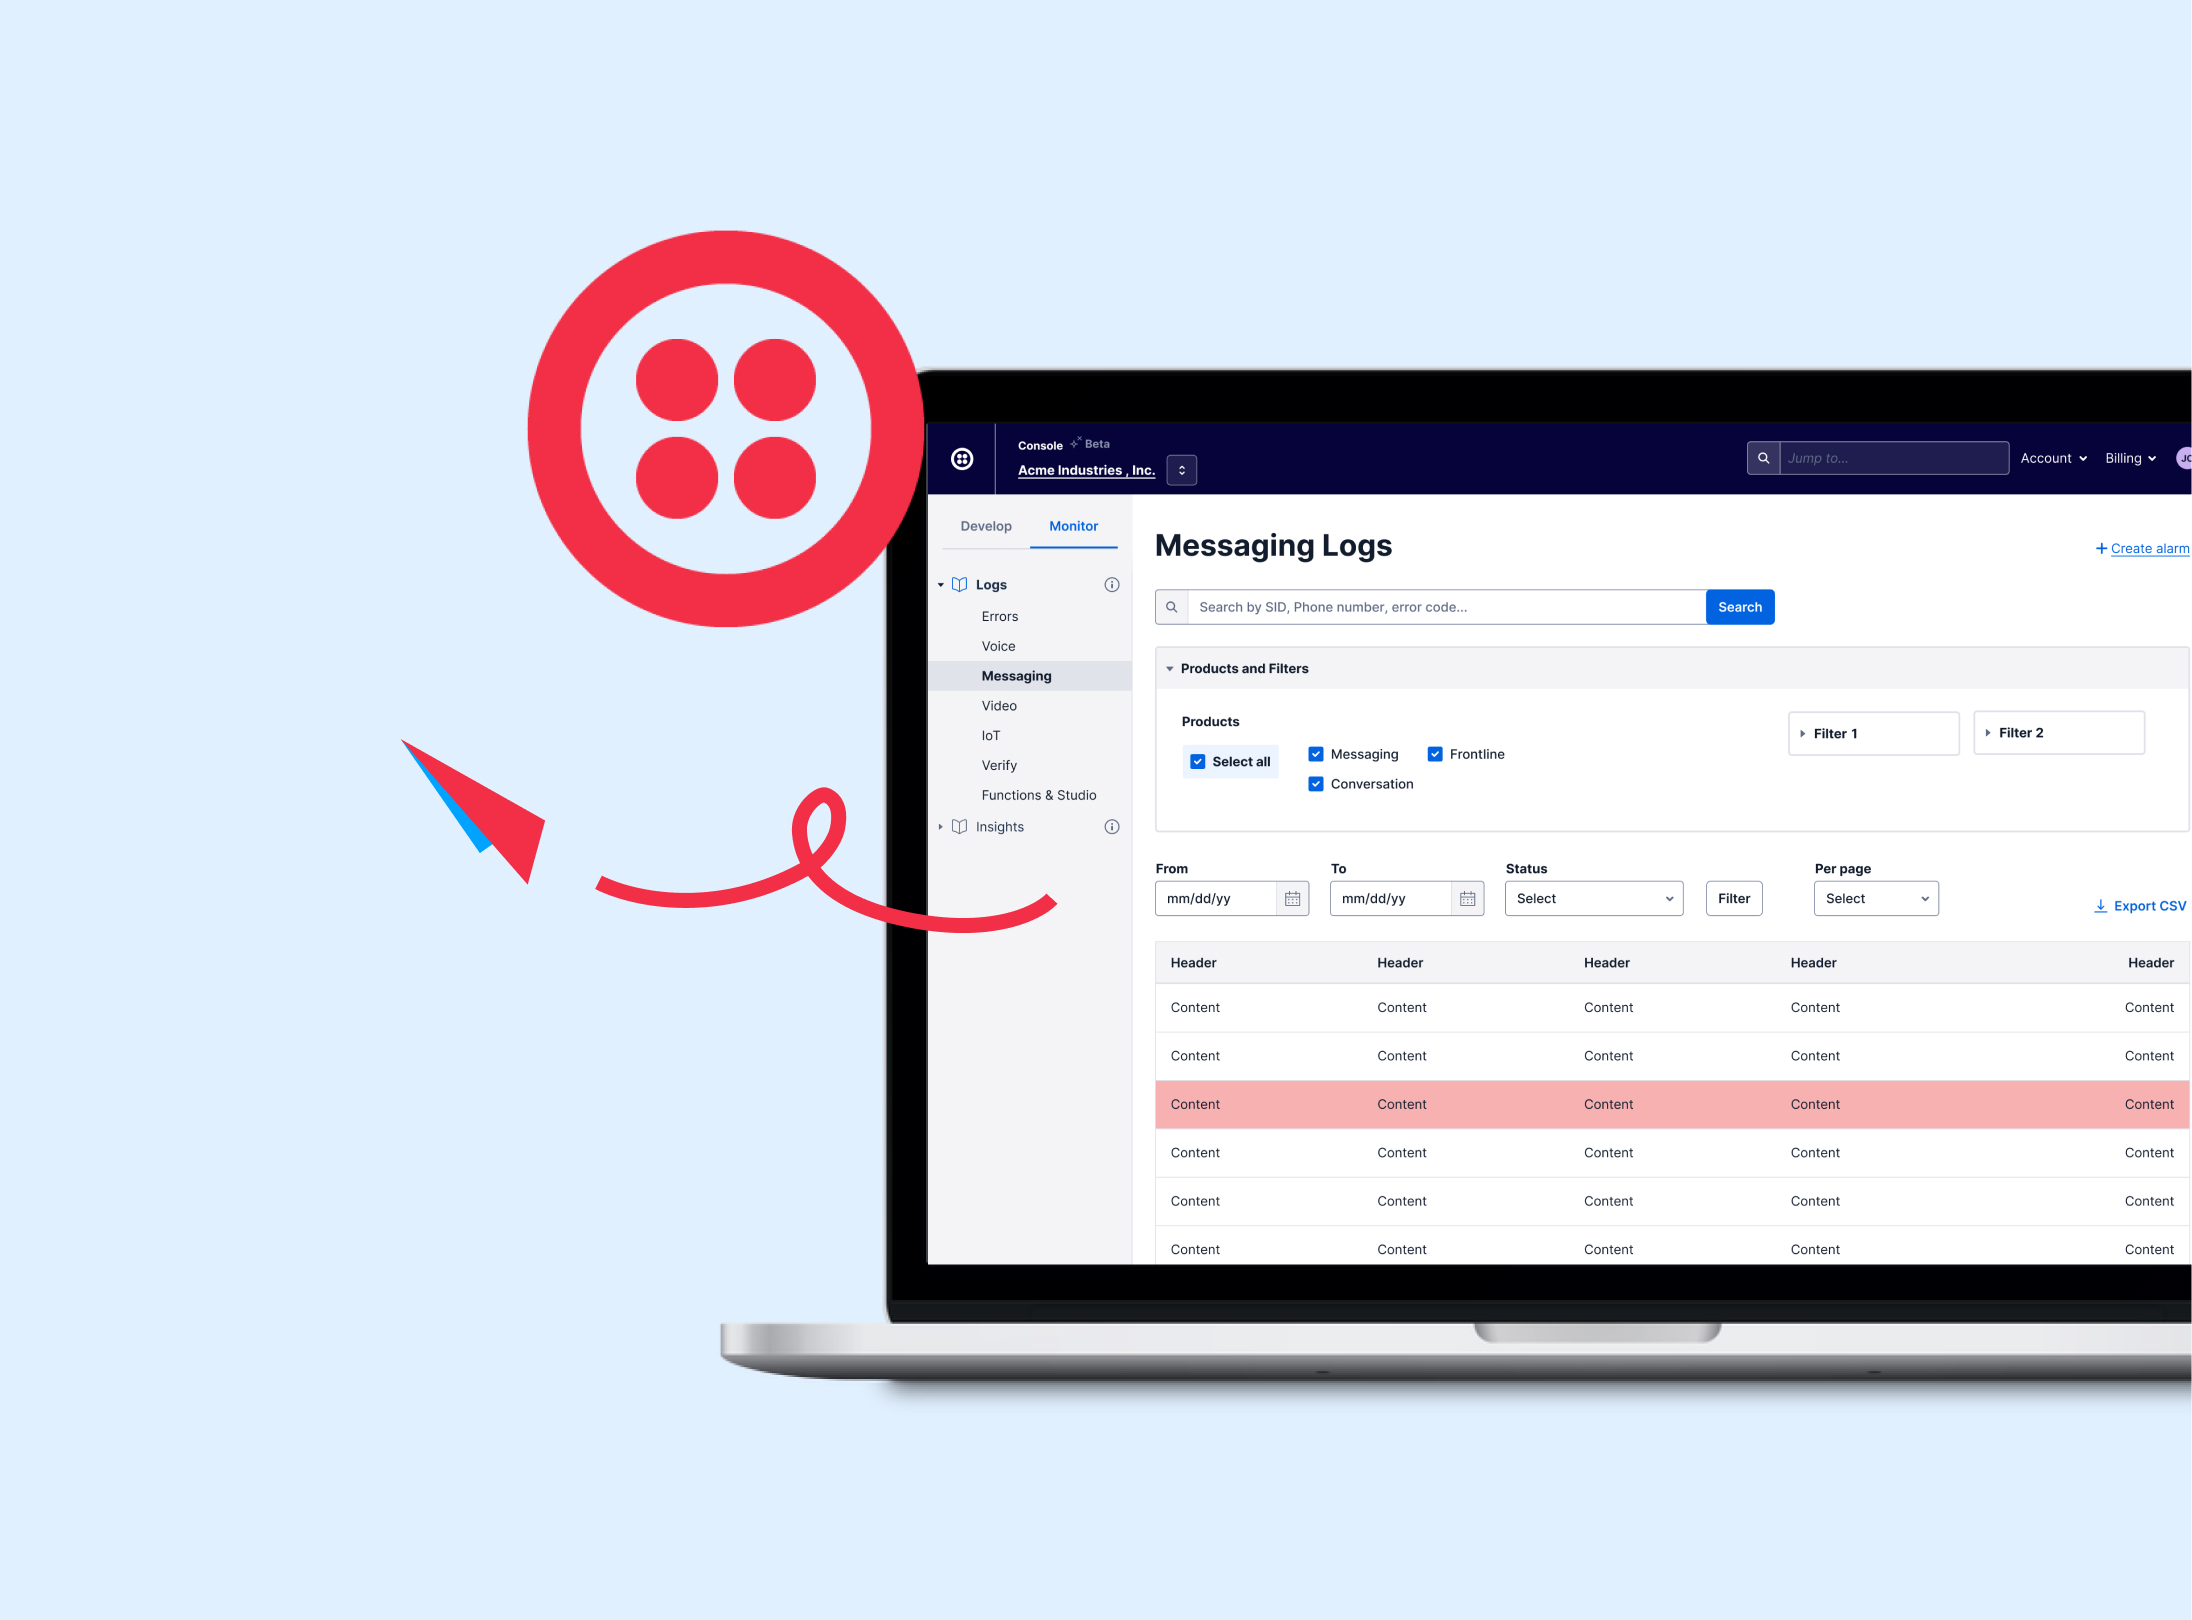 Console Beta
Acme Industries , Inc.
Jump to...
Account
Billing
Develop Monitor
Logs
Errors
Voice
Messaging
Video
IoT
Verify
Functions & Studio
Insights
Messaging Logs
+ Create alarm
Search by SID, Phone number, error code...
Search
Products and Filters
Products
Select all
Messaging Frontline
Conversation
Filter 1
Filter 2
From To Status Per page
mm/dd/yy mm/dd/yy Select Filter Select
Export CSV
Header Header Header Header Header
Content Content Content Content Content
Content Content Content Content Content
Content Content Content Content Content
Content Content Content Content Content
Content Content Content Content Content
Content Content Content Content Content